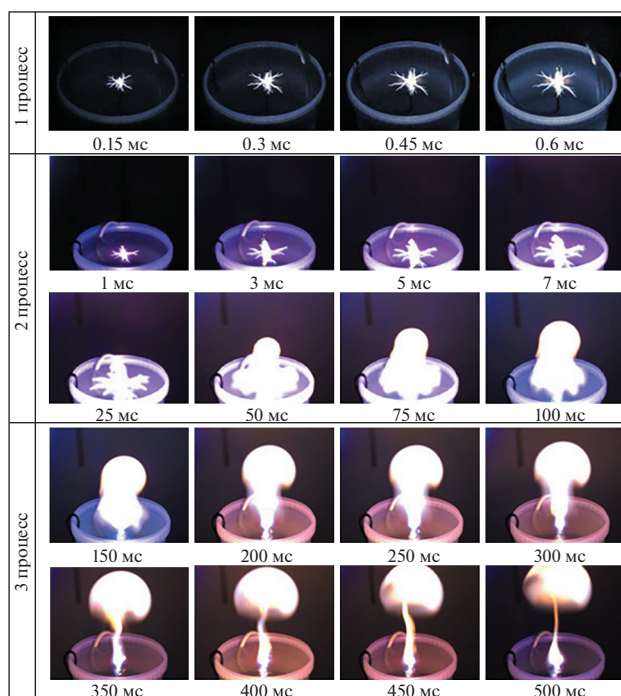 1 процесс
0.15 мс 0.3 мс 0.45 мс 0.6 мс
2 процесс
1 мс 3 мс 5 мс 7 мс
25 мс 50 мс 75 мс 100 мс
3 процесс
150 мс 200 мс 250 мс 300 мс
350 мс 400 мс 450 мс 500 мс